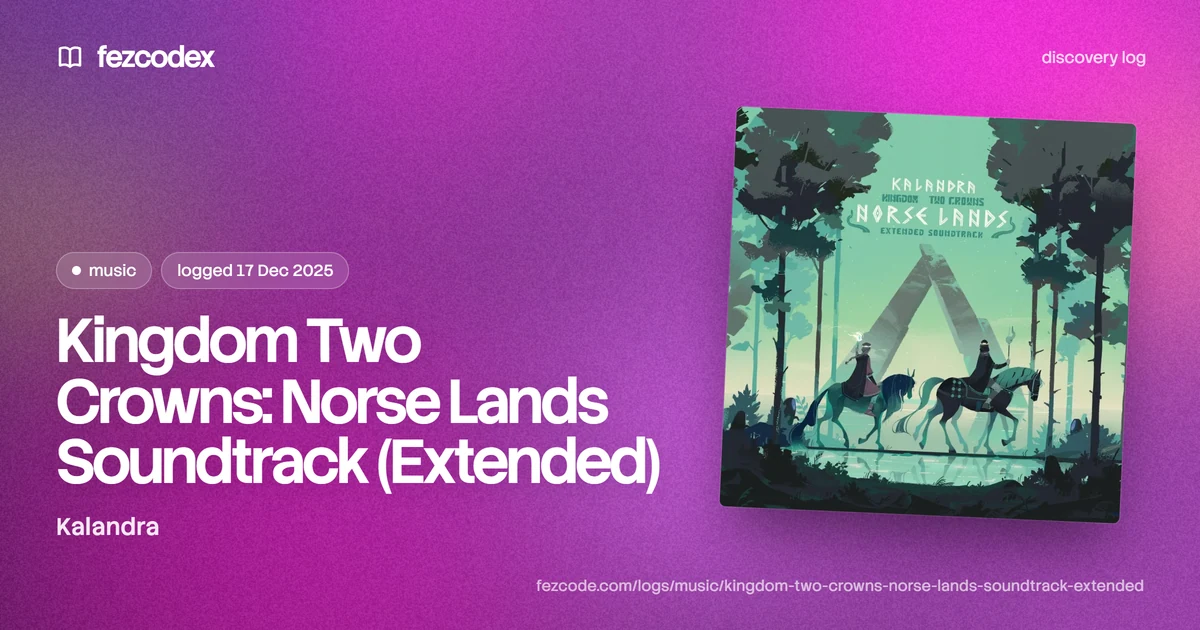 fezcodex
discovery log
KALANDRA
KINGDOM TWO CROWNS
NORSE LANDS
EXTENDED SOUNDTRACK
music
logged 17 Dec 2025
Kingdom Two
Crowns: Norse Lands
Soundtrack (Extended)
Kalandra
fezcode.com/logs/music/kingdom-two-crowns-norse-lands-soundtrack-extended